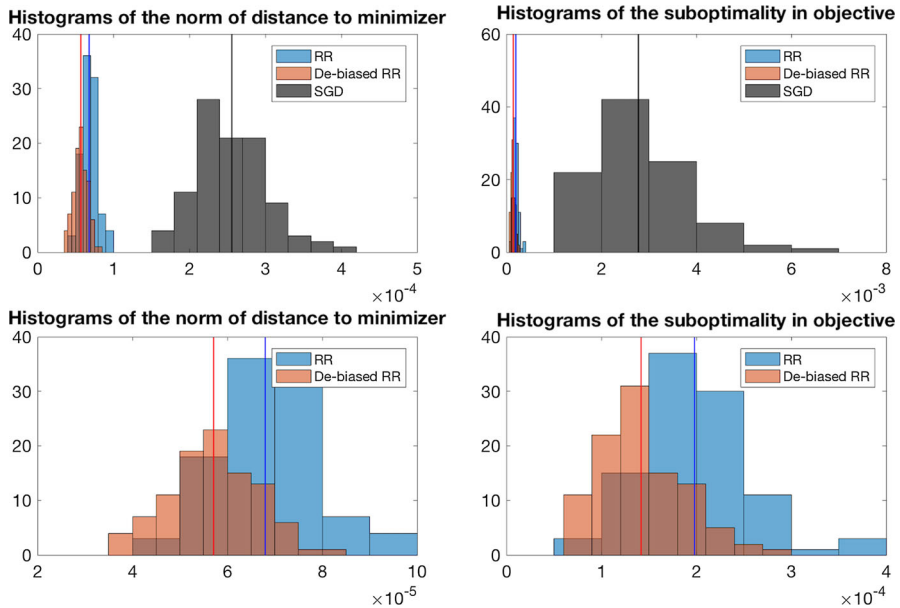 Histograms of the norm of distance to minimizer
40
30
20
10
0
RR
De-biased RR
SGD
0 1 2 3 4 5
×10-4
Histograms of the suboptimality in objective
60
40
20
0
RR
De-biased RR
SGD
0 2 4 6 8
×10-3
Histograms of the norm of distance to minimizer
40
30
20
10
0
RR
De-biased RR
2 4 6 8 10
×10-5
Histograms of the suboptimality in objective
40
30
20
10
0
RR
De-biased RR
0 1 2 3 4
×10-4